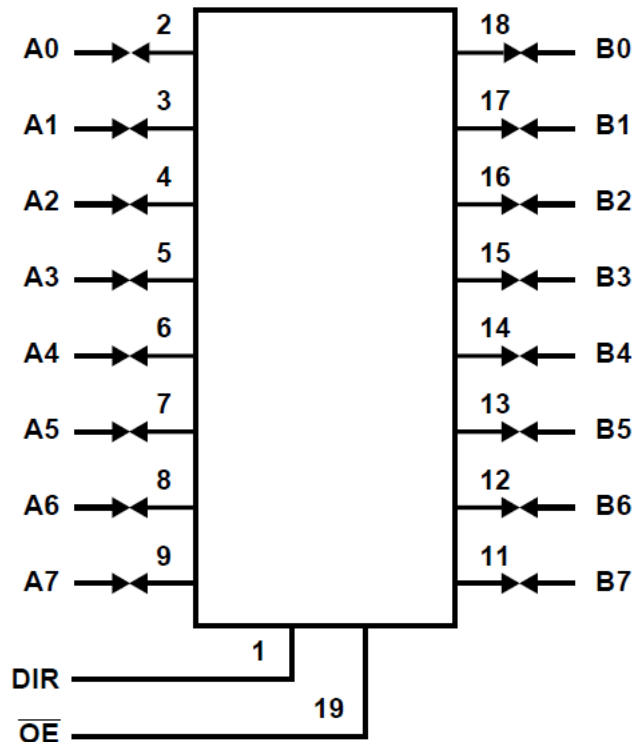 A0 2 18 B0
A1 3 17 B1
A2 4 16 B2
A3 5 15 B3
A4 6 14 B4
A5 7 13 B5
A6 8 12 B6
A7 9 11 B7
DIR 1
O̅E̅ 19